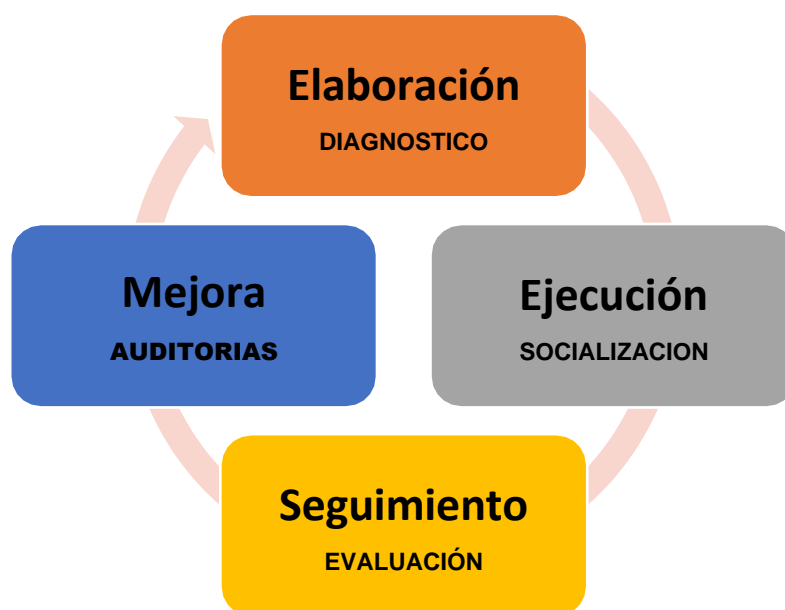 Elaboración
DIAGNOSTICO
Mejora
AUDITORIAS
Ejecución
SOCIALIZACION
Seguimiento
EVALUACIÓN